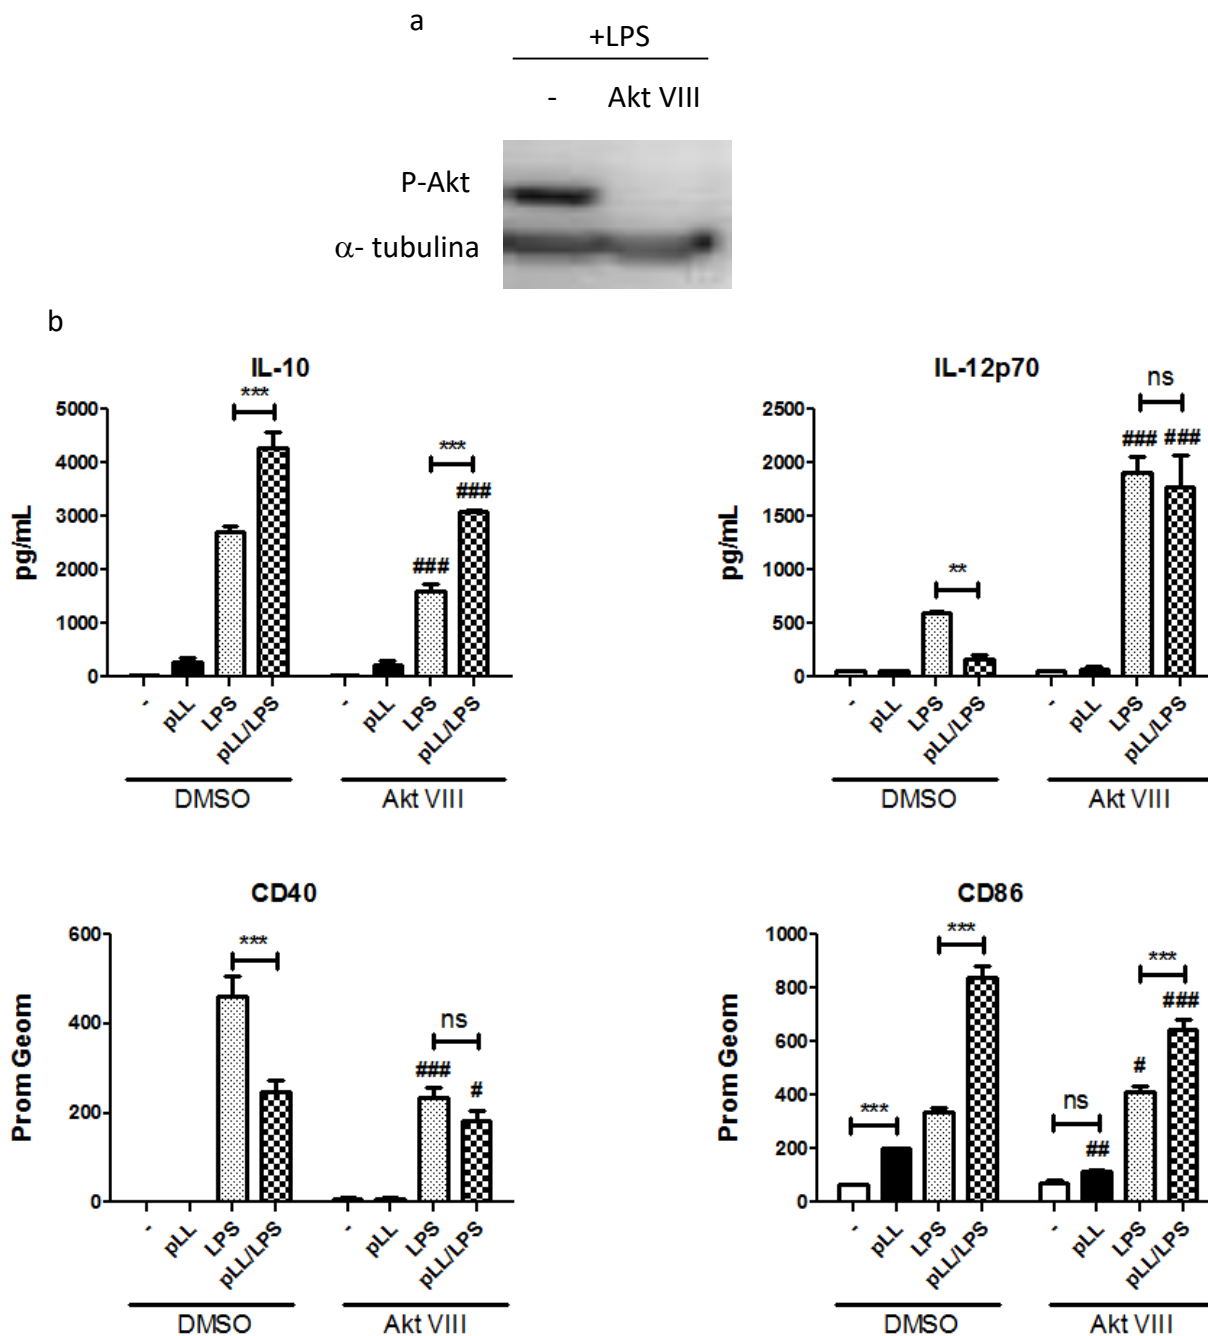 a
+LPS
- Akt VIII
P-Akt
α- tubulina
b
IL-10
5000
4000
3000
2000
1000
0
pg/mL
***
***
###
###
- pLL LPS pLL/LPS - pLL LPS pLL/LPS
DMSO Akt VIII
IL-12p70
2500
2000
1500
1000
500
0
pg/mL
**
ns
### ###
- pLL LPS pLL/LPS - pLL LPS pLL/LPS
DMSO Akt VIII
CD40
600
400
200
0
Prom Geom
***
ns
###
#
- pLL LPS pLL/LPS - pLL LPS pLL/LPS
DMSO Akt VIII
CD86
1000
800
600
400
200
0
Prom Geom
***
***
***
###
#
ns
##
- pLL LPS pLL/LPS - pLL LPS pLL/LPS
DMSO Akt VIII